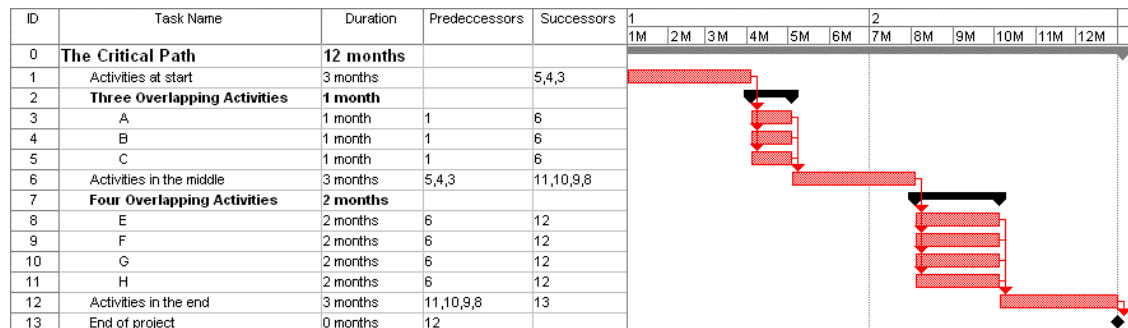 ID Task Name Duration Predeccessors Successors 1 2
1M 2M 3M 4M 5M 6M 7M 8M 9M 10M 11M 12M
0 The Critical Path 12 months
1 Activities at start 3 months 5,4,3
2 Three Overlapping Activities 1 month
3 A 1 month 1 6
4 B 1 month 1 6
5 C 1 month 1 6
6 Activities in the middle 3 months 5,4,3 11,10,9,8
7 Four Overlapping Activities 2 months
8 E 2 months 6 12
9 F 2 months 6 12
10 G 2 months 6 12
11 H 2 months 6 12
12 Activities in the end 3 months 11,10,9,8 13
13 End of project 0 months 12